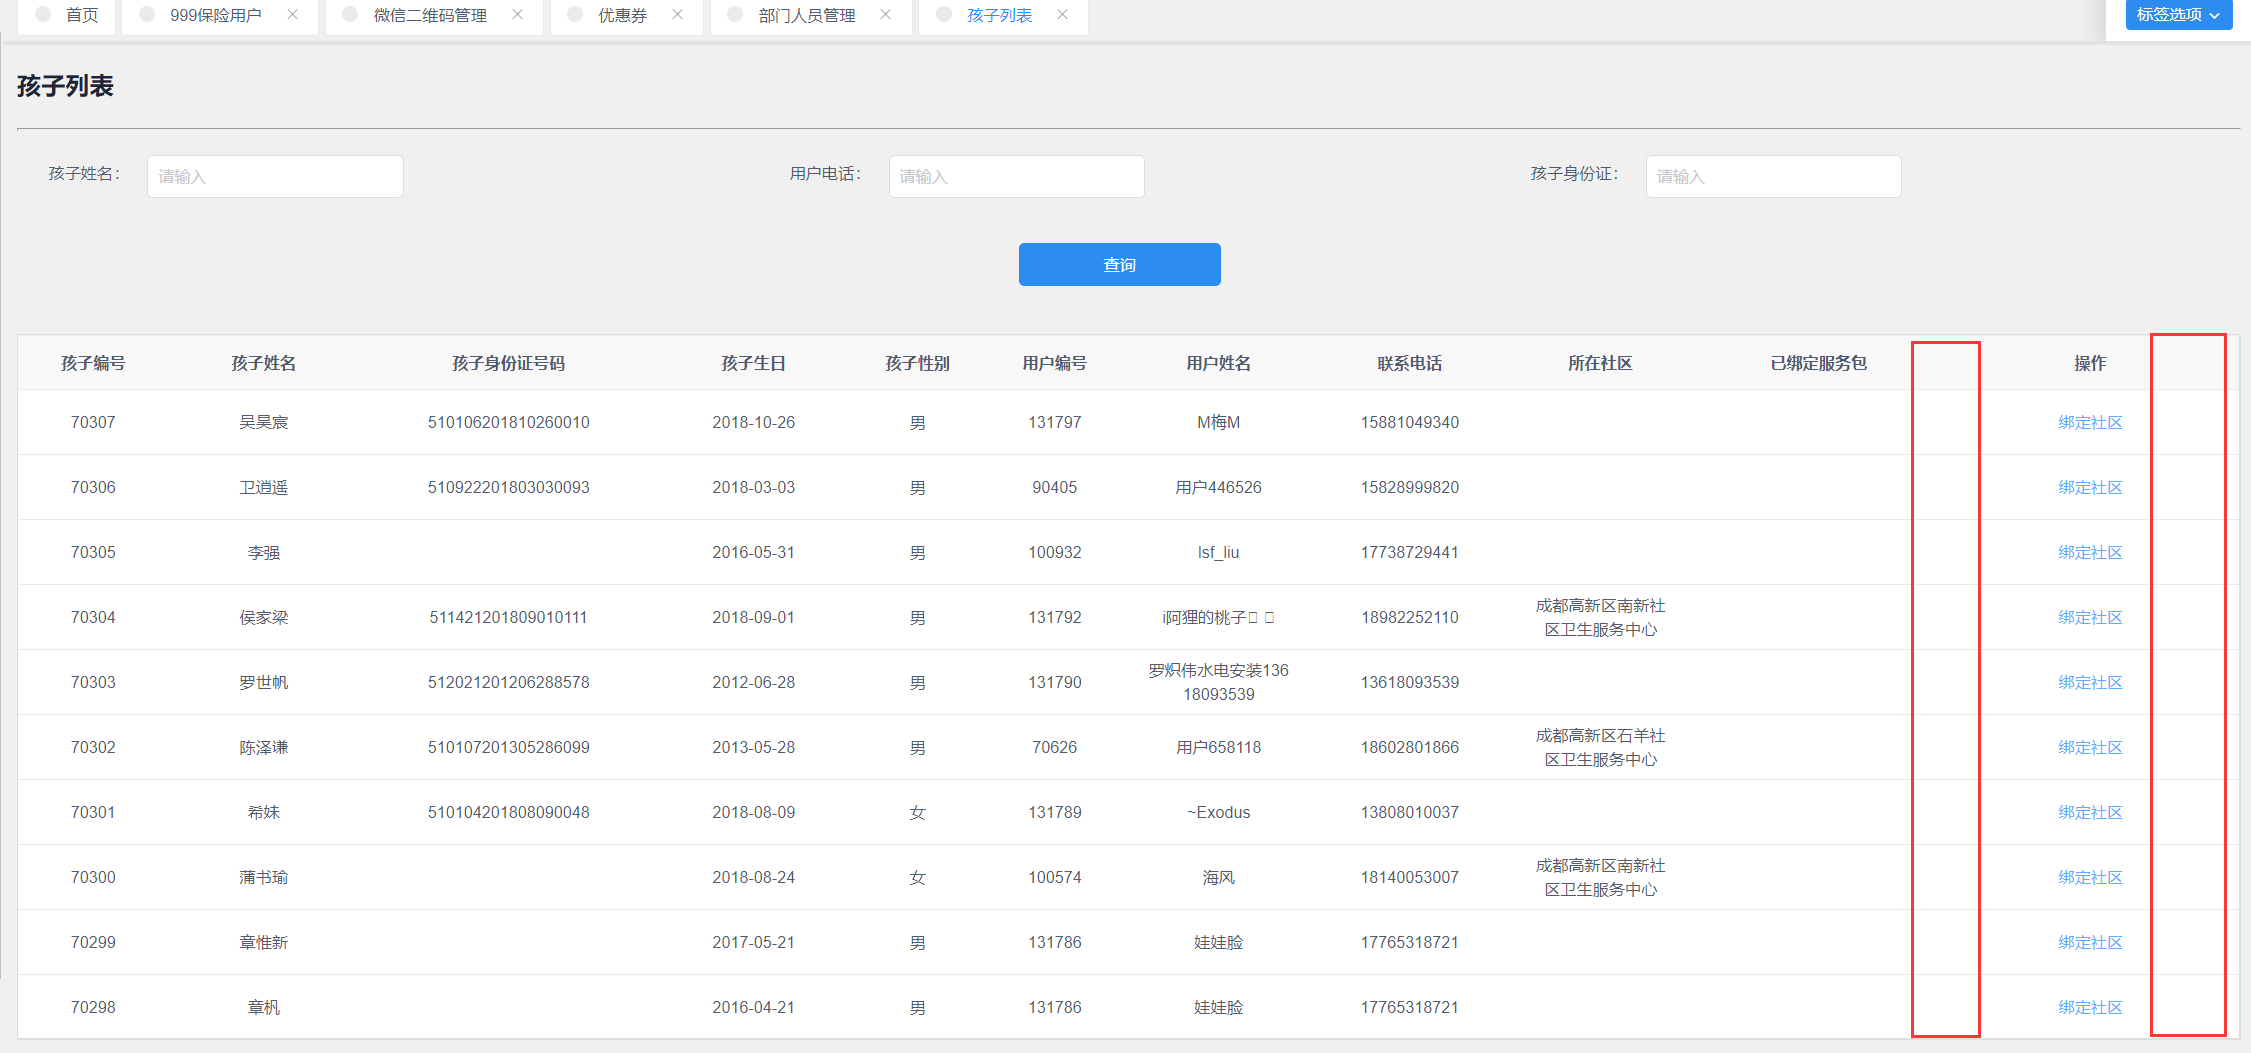 首页 999保险用户 微信二维码管理 优惠券 部门人员管理 孩子列表 标签选项
孩子列表
孩子姓名: 请输入 用户电话: 请输入 孩子身份证: 请输入
查询
孩子编号 孩子姓名 孩子身份证号码 孩子生日 孩子性别 用户编号 用户姓名 联系电话 所在社区 已绑定服务包 操作
70307 吴昊宸 510106201810260010 2018-10-26 男 131797 M梅M 15881049340 绑定社区
70306 卫逍遥 510922201803030093 2018-03-03 男 90405 用户446526 15828999820 绑定社区
70305 李强 2016-05-31 男 100932 lsf_liu 17738729441 绑定社区
70304 侯家梁 511421201809010111 2018-09-01 男 131792 i阿狸的桃子 18982252110 成都高新区南新社
区卫生服务中心 绑定社区
70303 罗世帆 512021201206288578 2012-06-28 男 131790 罗炽伟水电安装136
18093539 13618093539 绑定社区
70302 陈泽谦 510107201305286099 2013-05-28 男 70626 用户658118 18602801866 成都高新区石羊社
区卫生服务中心 绑定社区
70301 希妹 510104201808090048 2018-08-09 女 131789 ~Exodus 13808010037 绑定社区
70300 蒲书瑜 2018-08-24 女 100574 海风 18140053007 成都高新区南新社
区卫生服务中心 绑定社区
70299 章惟新 2017-05-21 男 131786 娃娃脸 17765318721 绑定社区
70298 章机 2016-04-21 男 131786 娃娃脸 17765318721 绑定社区